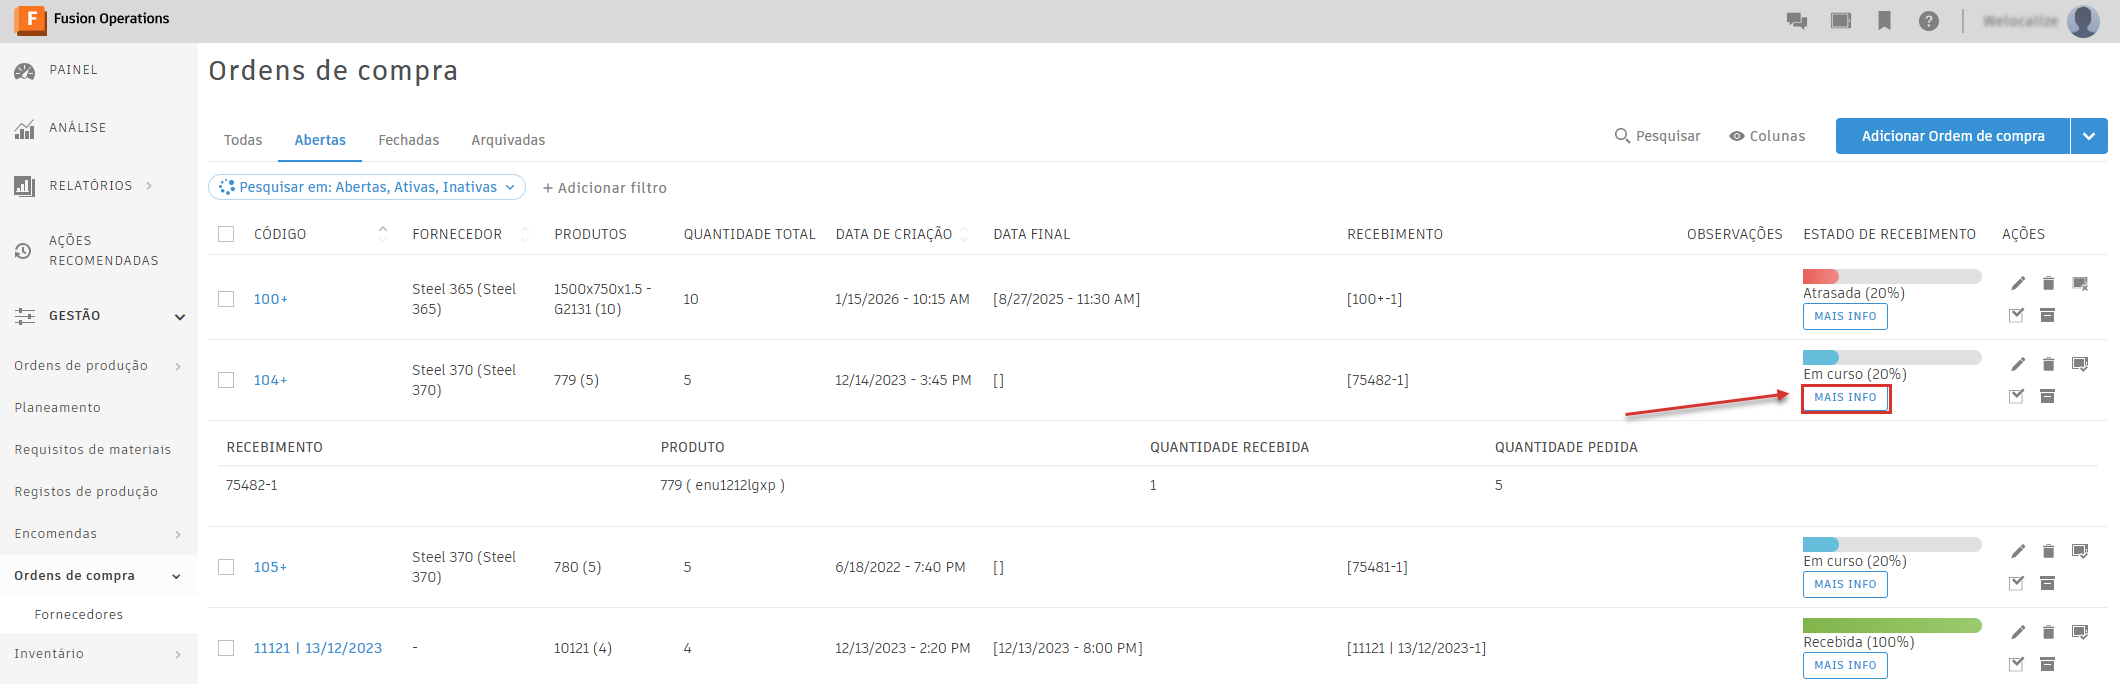 Fusion Operations
Welocalize
PAINEL
ANÁLISE
RELATÓRIOS
AÇÕES
RECOMENDADAS
GESTÃO
Ordens de produção
Planeamento
Requisitos de materiais
Registos de produção
Encomendas
Ordens de compra
Fornecedores
Inventário
Ordens de compra
Todas Abertas Fechadas Arquivadas
Pesquisar Colunas Adicionar Ordem de compra
Pesquisar em: Abertas, Ativas, Inativas + Adicionar filtro
CÓDIGO FORNECEDOR PRODUTOS QUANTIDADE TOTAL DATA DE CRIAÇÃO DATA FINAL RECEBIMENTO OBSERVAÇÕES ESTADO DE RECEBIMENTO AÇÕES
100+ Steel 365 (Steel 365) 1500x750x1.5 - G2131 (10) 10 1/15/2026 - 10:15 AM [8/27/2025 - 11:30 AM] [100+-1] Atrasada (20%)
MAIS INFO
104+ Steel 370 (Steel 370) 779 (5) 5 12/14/2023 - 3:45 PM [] [75482-1] Em curso (20%)
MAIS INFO
RECEBIMENTO PRODUTO QUANTIDADE RECEBIDA QUANTIDADE PEDIDA
75482-1 779 ( enu1212lgxp ) 1 5
105+ Steel 370 (Steel 370) 780 (5) 5 6/18/2022 - 7:40 PM [] [75481-1] Em curso (20%)
MAIS INFO
11121 | 13/12/2023 - 10121 (4) 4 12/13/2023 - 2:20 PM [12/13/2023 - 8:00 PM] [11121 | 13/12/2023-1] Recebida (100%)
MAIS INFO